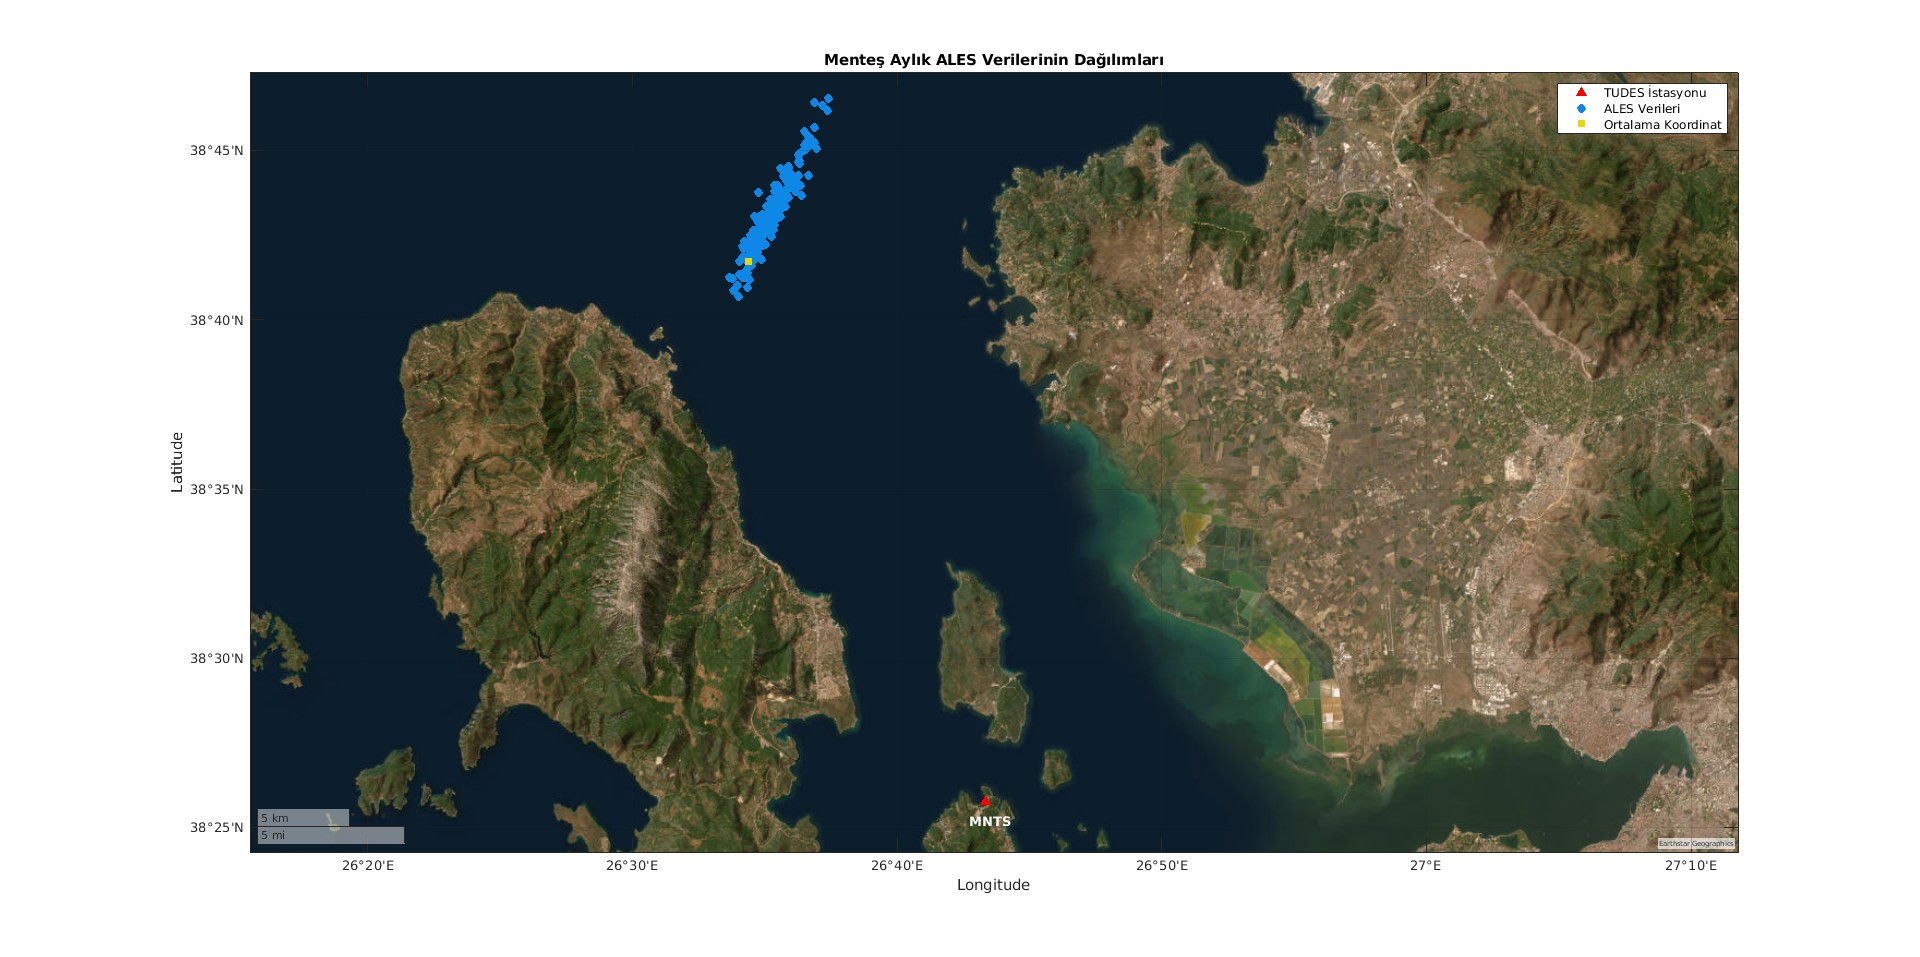 Menteş Aylık ALES Verilerinin Dağılımları
TUDES İstasyonu
ALES Verileri
Ortalama Koordinat
38°45'N
38°40'N
38°35'N
38°30'N
38°25'N
Latitude
MNTS
5 km
5 mi
Earthstar Geographics
26°20'E
26°30'E
26°40'E
26°50'E
27°E
27°10'E
Longitude